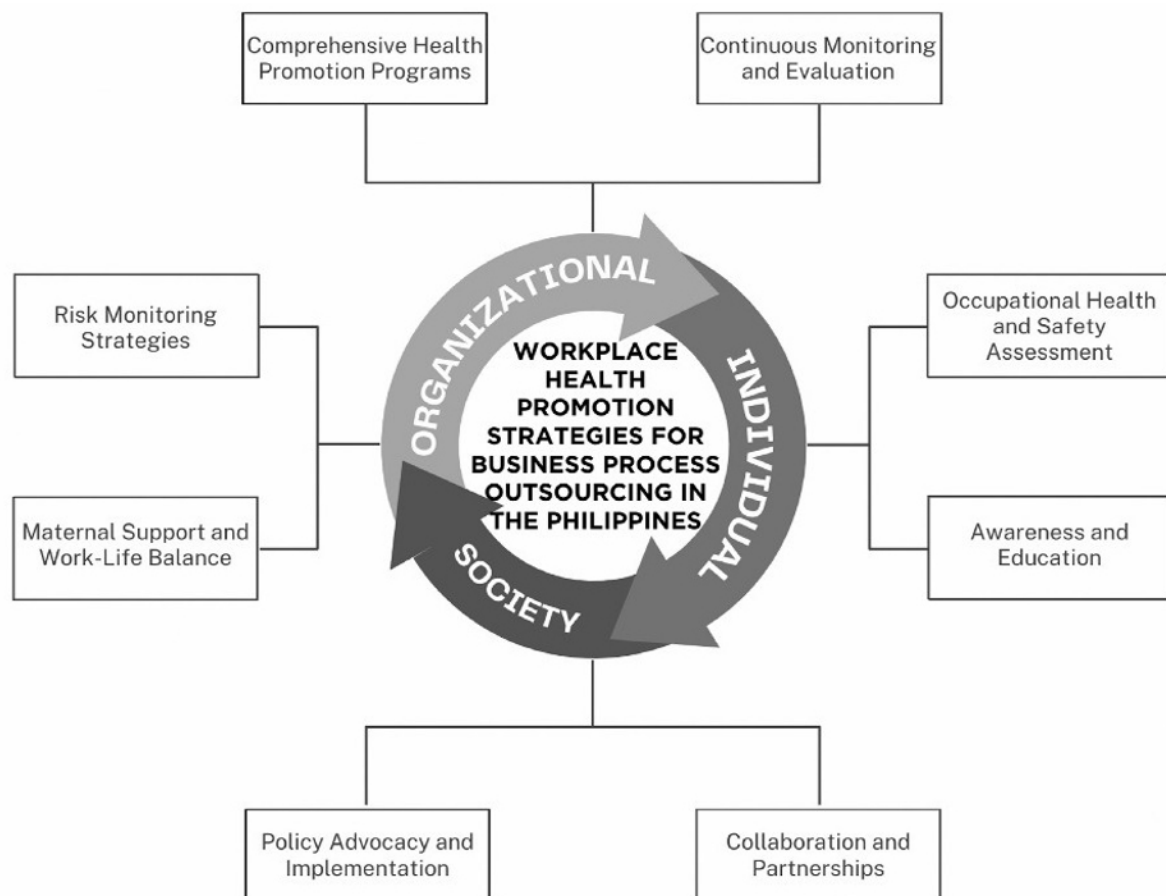 Comprehensive Health
Promotion Programs
Continuous Monitoring
and Evaluation
Risk Monitoring
Strategies
Maternal Support and
Work-Life Balance
ORGANIZATIONAL
INDIVIDUAL
SOCIETY
WORKPLACE
HEALTH
PROMOTION
STRATEGIES FOR
BUSINESS PROCESS
OUTSOURCING IN
THE PHILIPPINES
Occupational Health
and Safety
Assessment
Awareness and
Education
Policy Advocacy and
Implementation
Collaboration and
Partnerships